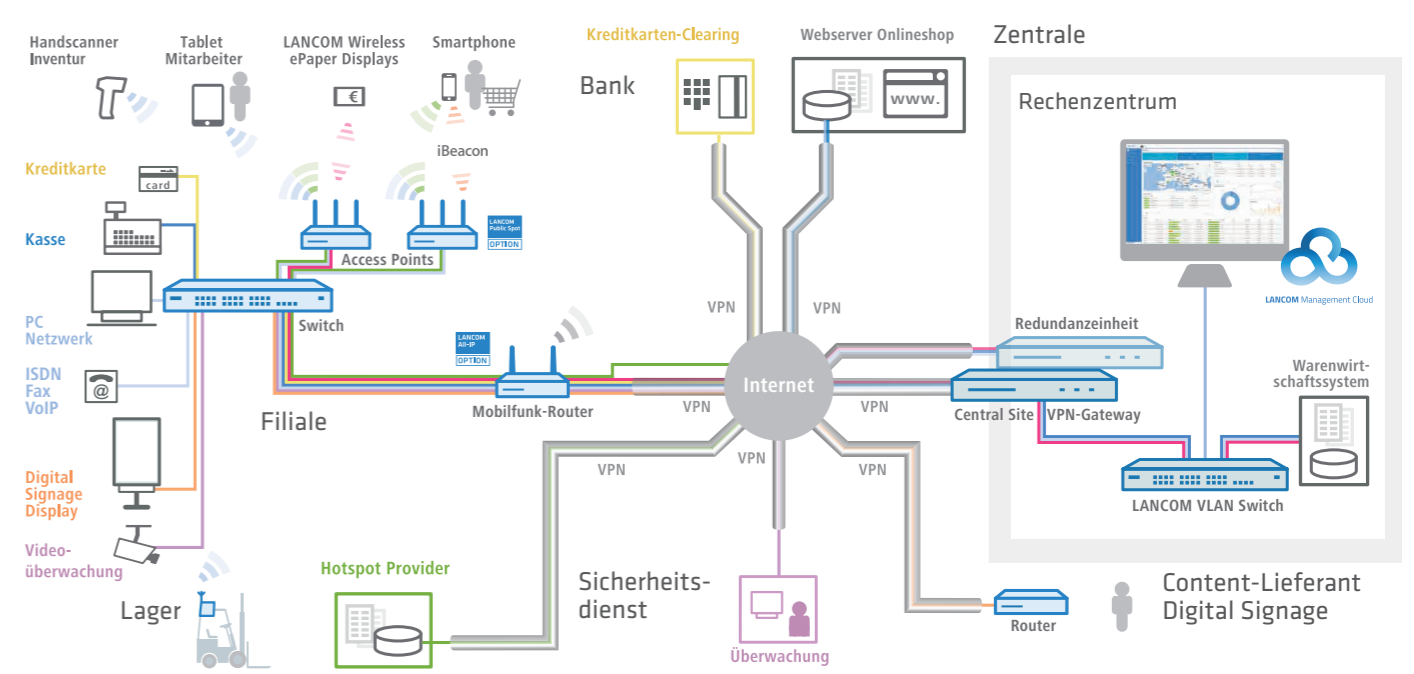 Handscanner
Inventur
Tablet
Mitarbeiter
LANCOM Wireless
ePaper Displays
Smartphone
€
iBeacon
Kreditkarten-Clearing
Bank
Webserver Onlineshop
www.
Zentrale
Rechenzentrum
Kreditkarte
card
Kasse
LANCOM
Public Spot
OPTION
Access Points
LANCOM Management Cloud
PC
Netzwerk
Switch
VPN
VPN
Redundanzeinheit
LANCOM
All-IP
OPTION
Internet
Warenwirt-
schaftssystem
ISDN
Fax
VoIP
@
Filiale
Mobilfunk-Router
VPN
VPN
Central Site
VPN-Gateway
VPN
VPN
VPN
Digital
Signage
Display
LANCOM VLAN Switch
Video-
überwachung
Lager
Hotspot Provider
Sicherheits-
dienst
Überwachung
Router
Content-Lieferant
Digital Signage